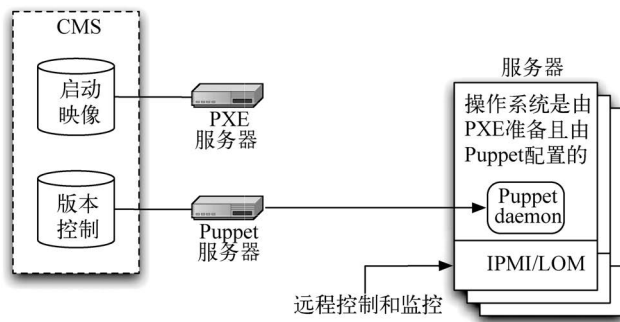 CMS
启动
映像
PXE
服务器
版本
控制
Puppet
服务器
服务器
操作系统是由
PXE准备且由
Puppet配置的
Puppet
daemon
IPMI/LOM
远程控制和监控